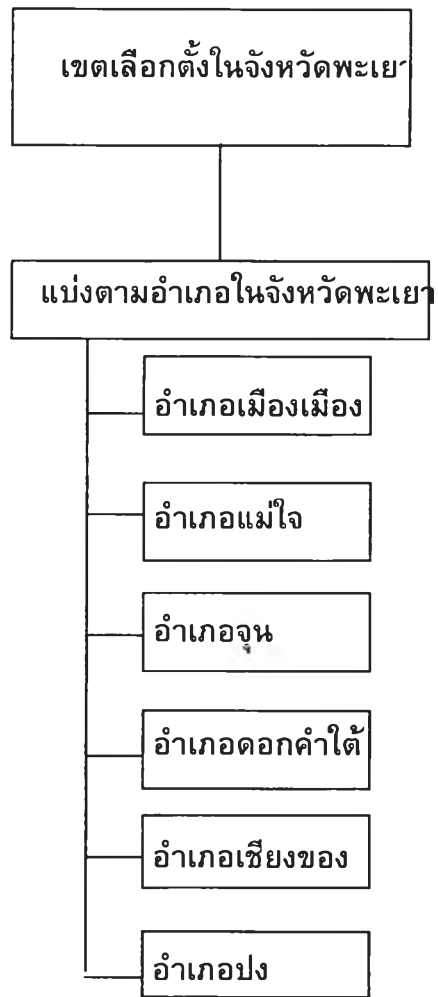 เขตเลือกตั้งในจังหวัดพะเยา
แบ่งตามอำเภอในจังหวัดพะเยา
อำเภอเมืองเมือง
อำเภอแม่ใจ
อำเภอจุน
อำเภอดอกคำใต้
อำเภอเชียงของ
อำเภอปง